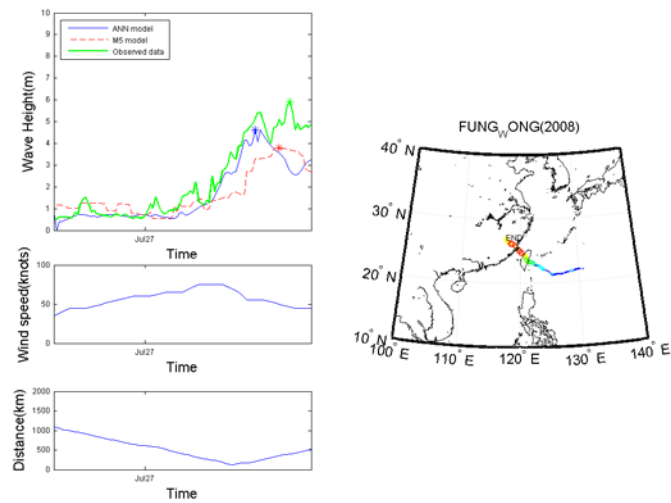 ANN model
M5 model
Observed data
10
9
8
7
6
5
4
3
2
1
0
Wave Height(m)
Jul27
Time
100
50
0
Wind speed(knots)
Jul27
Time
2000
1500
1000
500
0
Distance(km)
Jul27
Time
FUNGWONG(2008)
40° N
30° N
20° N
10° N
100° E
110° E
120° E
130° E
140° E
END